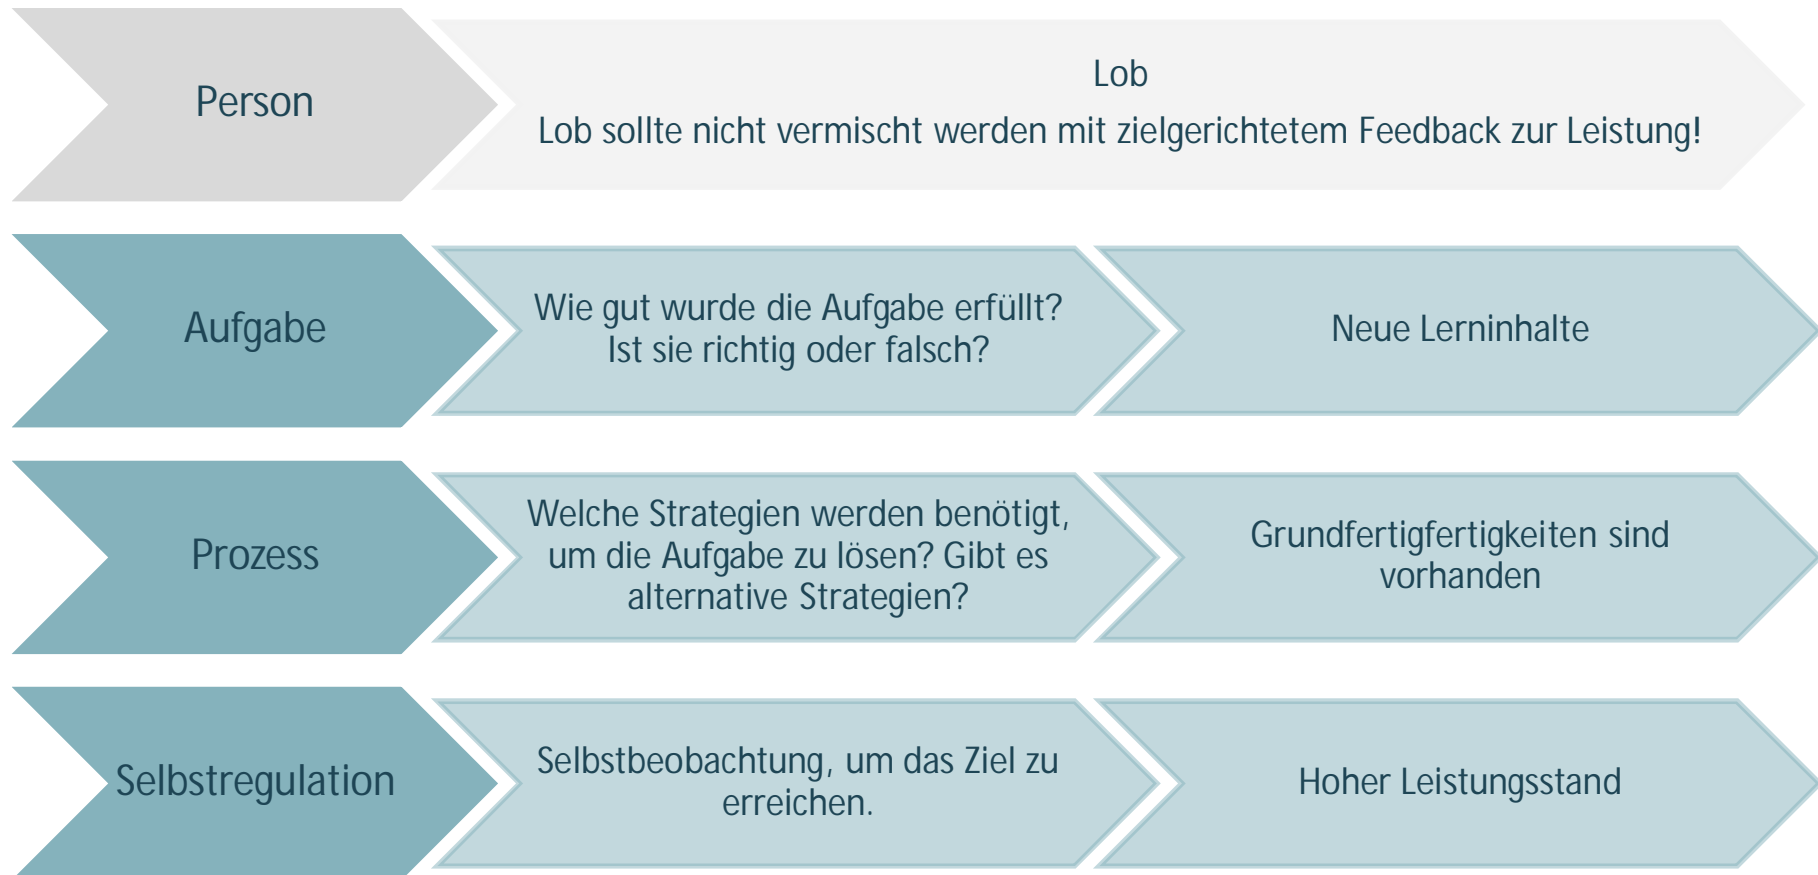 Person
Lob
Lob sollte nicht vermischt werden mit zielgerichtetem Feedback zur Leistung!
Aufgabe
Wie gut wurde die Aufgabe erfüllt?
Ist sie richtig oder falsch?
Neue Lerninhalte
Prozess
Welche Strategien werden benötigt,
um die Aufgabe zu lösen? Gibt es
alternative Strategien?
Grundfertigfertigkeiten sind
vorhanden
Selbstregulation
Selbstbeobachtung, um das Ziel zu
erreichen.
Hoher Leistungsstand